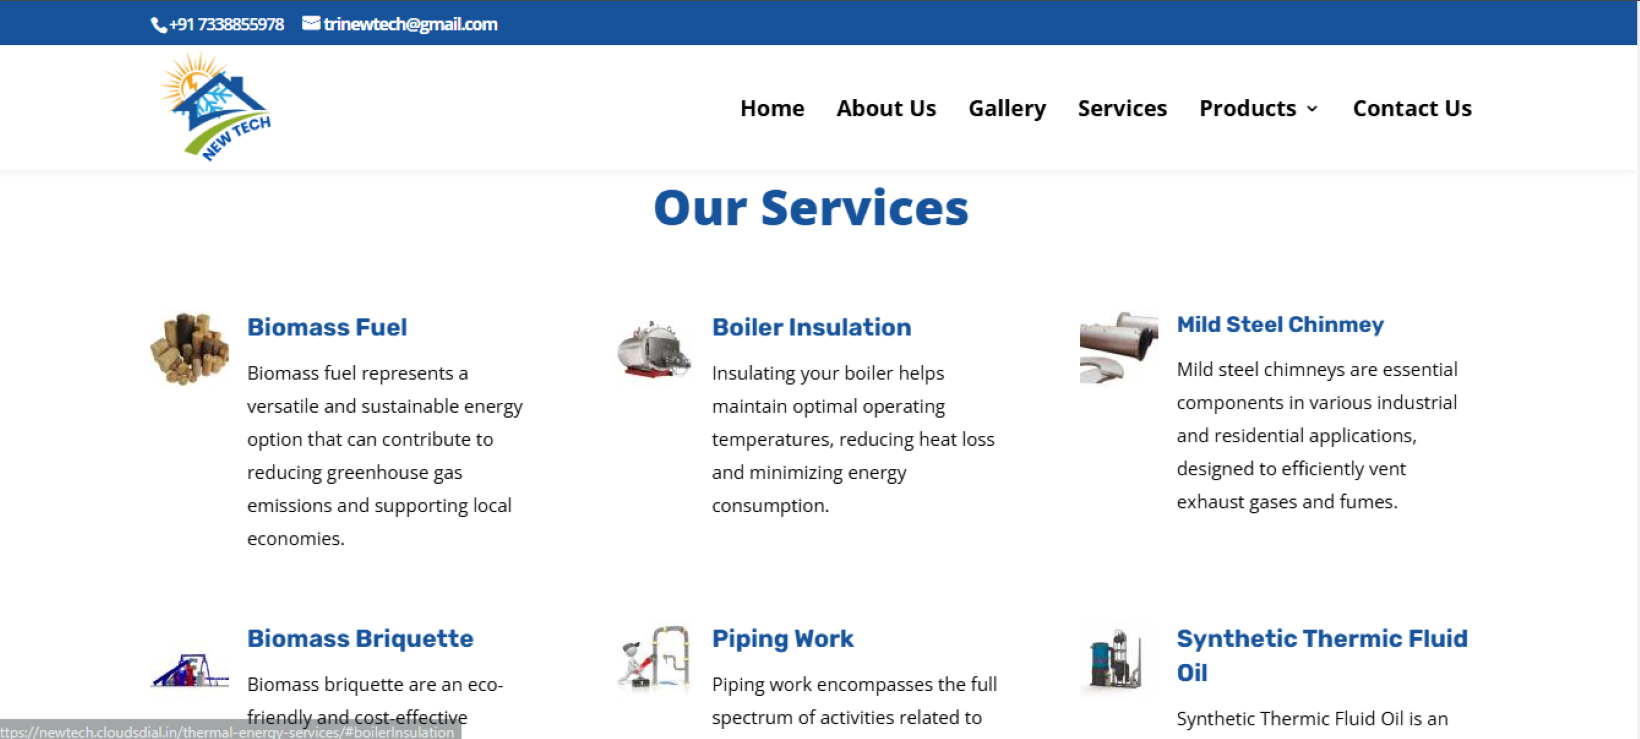 +91 7338855978 trinewtech@gmail.com
NEW TECH
Home About Us Gallery Services Products Contact Us
Our Services
Biomass Fuel
Biomass fuel represents a
versatile and sustainable energy
option that can contribute to
reducing greenhouse gas
emissions and supporting local
economies.
Boiler Insulation
Insulating your boiler helps
maintain optimal operating
temperatures, reducing heat loss
and minimizing energy
consumption.
Mild Steel Chinmey
Mild steel chimneys are essential
components in various industrial
and residential applications,
designed to efficiently vent
exhaust gases and fumes.
Biomass Briquette
Biomass briquette are an eco-
friendly and cost-effective
Piping Work
Piping work encompasses the full
spectrum of activities related to
Synthetic Thermic Fluid
Oil
Synthetic Thermic Fluid Oil is an
ttps://newtech.cloudsdial.in/thermal-energy-services/#boilerInsulation